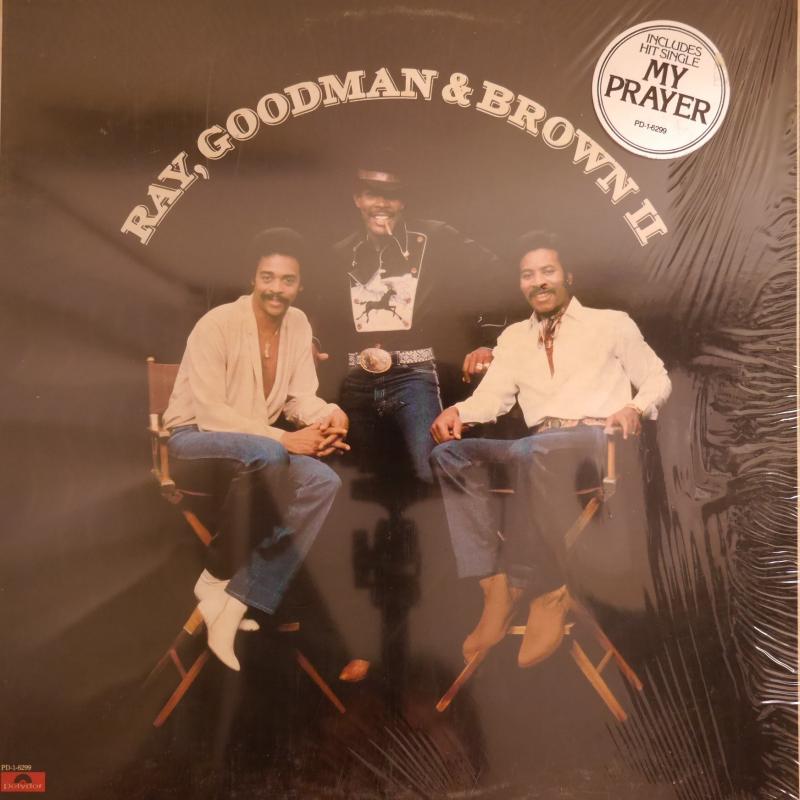 RAY, GOODMAN & BROWN II
INCLUDES
HIT SINGLE
MY
PRAYER
PD-1-6299
PD-1-6299
Polydor